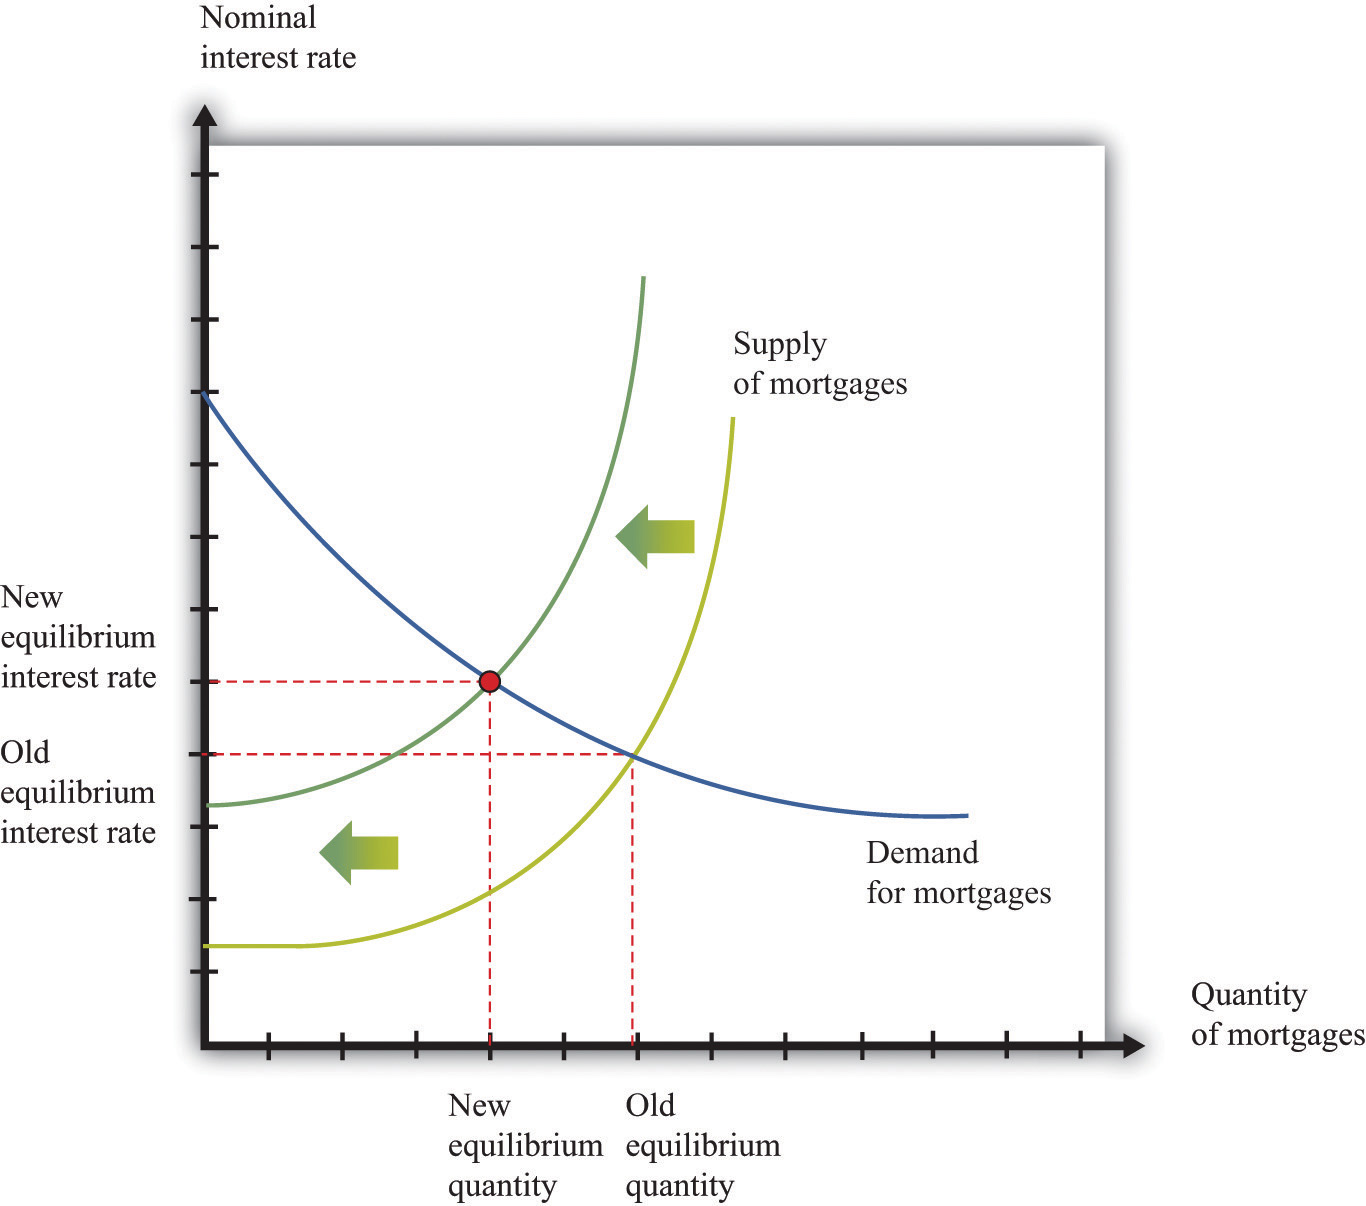 Nominal
interest rate
Supply
of mortgages
New
equilibrium
interest rate
Old
equilibrium
interest rate
Demand
for mortgages
Quantity
of mortgages
New
equilibrium
quantity
Old
equilibrium
quantity